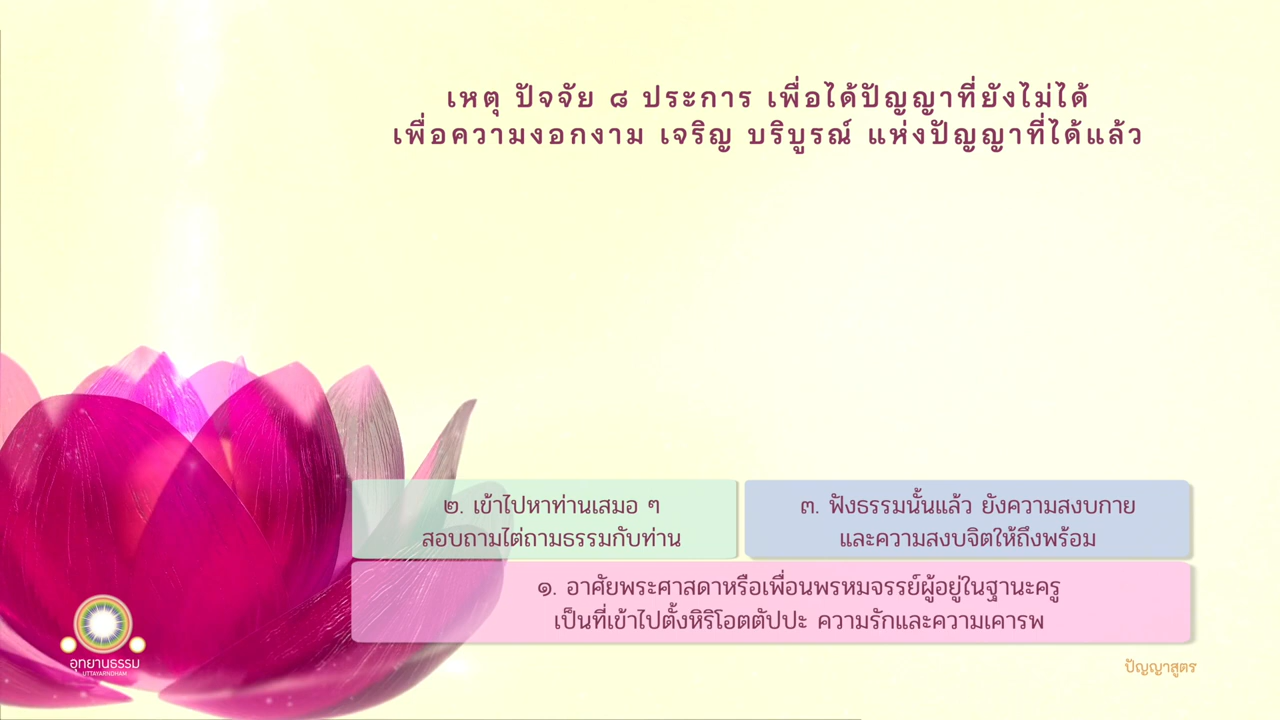 เหตุ ปัจจัย ๘ ประการ เพื่อได้ปัญญาที่ยังไม่ได้
เพื่อความงอกงาม เจริญ บริบูรณ์ แห่งปัญญาที่ได้แล้ว
๒. เข้าไปหาท่านเสมอ ๆ
สอบถามไต่ถามธรรมกับท่าน
๓. ฟังธรรมนั้นแล้ว ยังความสงบกาย
และความสงบจิตให้ถึงพร้อม
๑. อาศัยพระศาสดาหรือเพื่อนพรหมจรรย์ผู้อยู่ในฐานะครู
เป็นที่เข้าไปตั้งหิริโอตตัปปะ ความรักและความเคารพ
อุทยานธรรม
UTTAYARNDHAM
ปัญญาสูตร